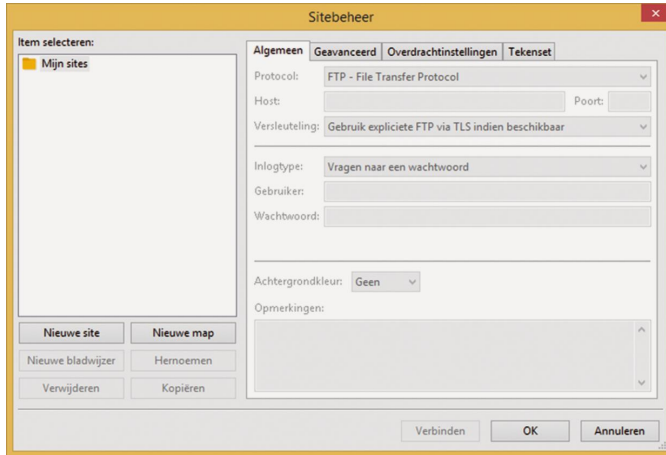 Sitebeheer
Item selecteren:
Mijn sites
Nieuwe site
Nieuwe map
Nieuwe bladwijzer
Hernoemen
Verwijderen
Kopiëren
Algemeen
Geavanceerd
Overdrachtinstellingen
Tekenset
Protocol:
FTP - File Transfer Protocol
Host:
Poort:
Versleuteling:
Gebruik expliciete FTP via TLS indien beschikbaar
Inlogtype:
Vragen naar een wachtwoord
Gebruiker:
Wachtwoord:
Achtergrondkleur:
Geen
Opmerkingen:
Verbinden
OK
Annuleren